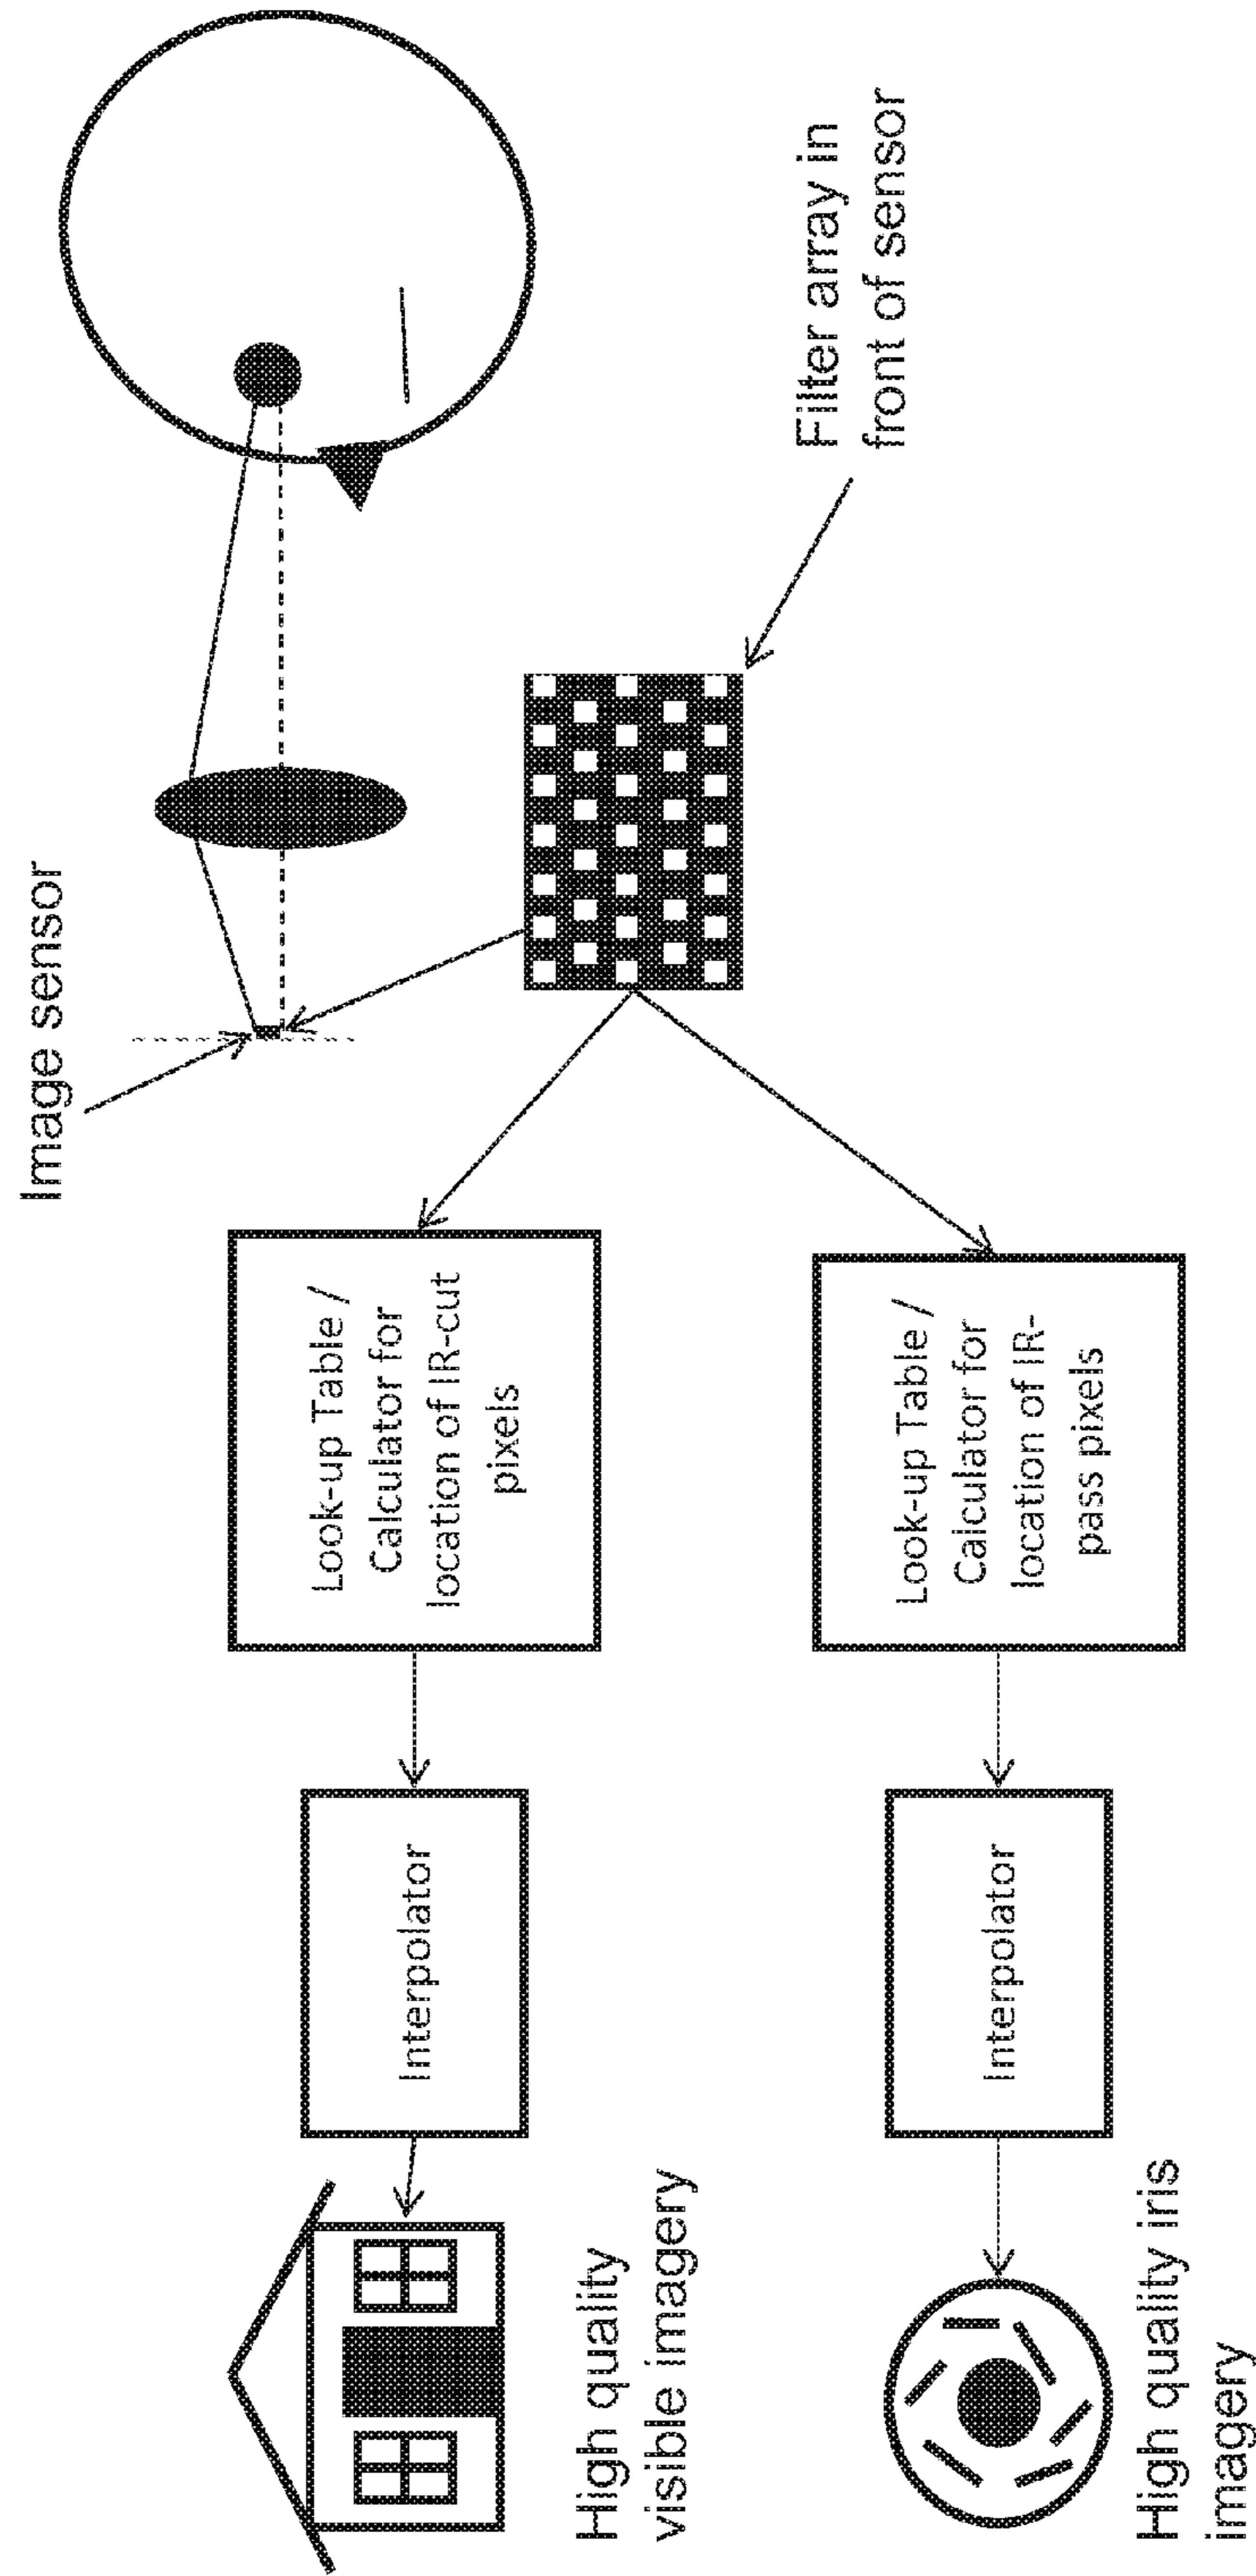 Image sensor
Filter array in
front of sensor
Look-up Table /
Calculator for
location of IR-cut
pixels
Look-up Table /
Calculator for
location of IR-
pass pixels
Interpolator
Interpolator
High quality
visible imagery
High quality iris
imagery